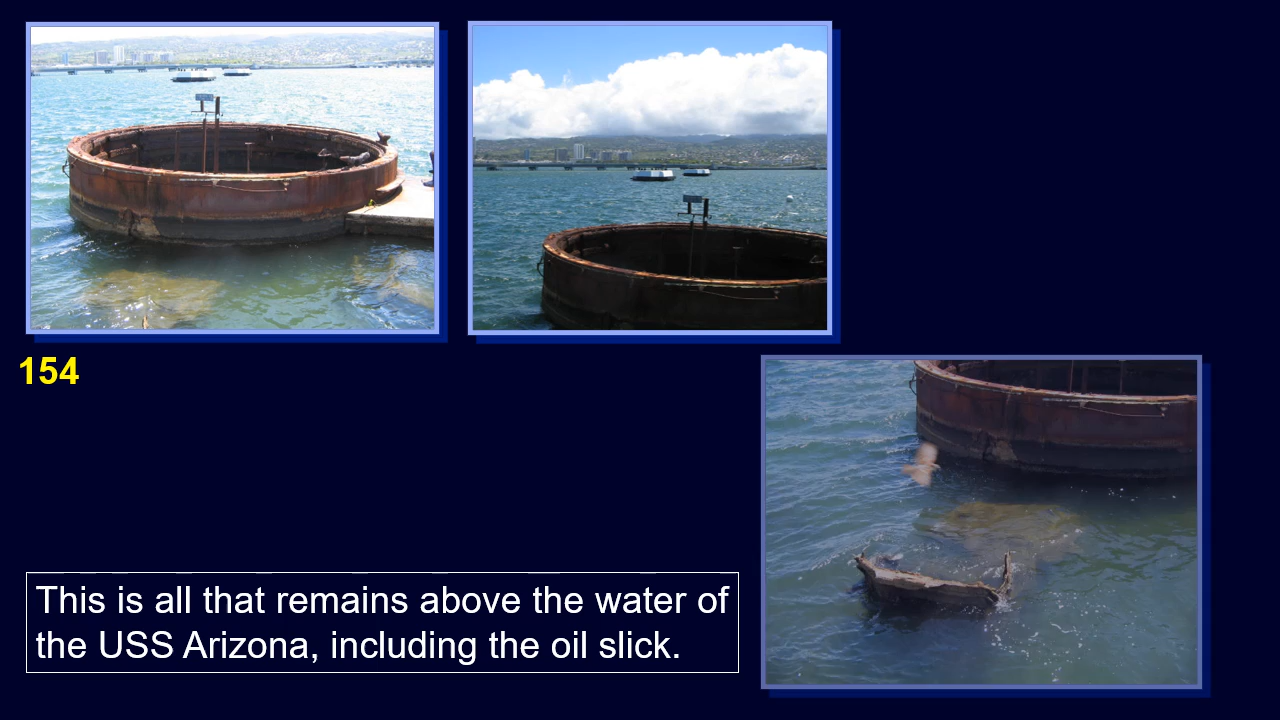 154
This is all that remains above the water of
the USS Arizona, including the oil slick.